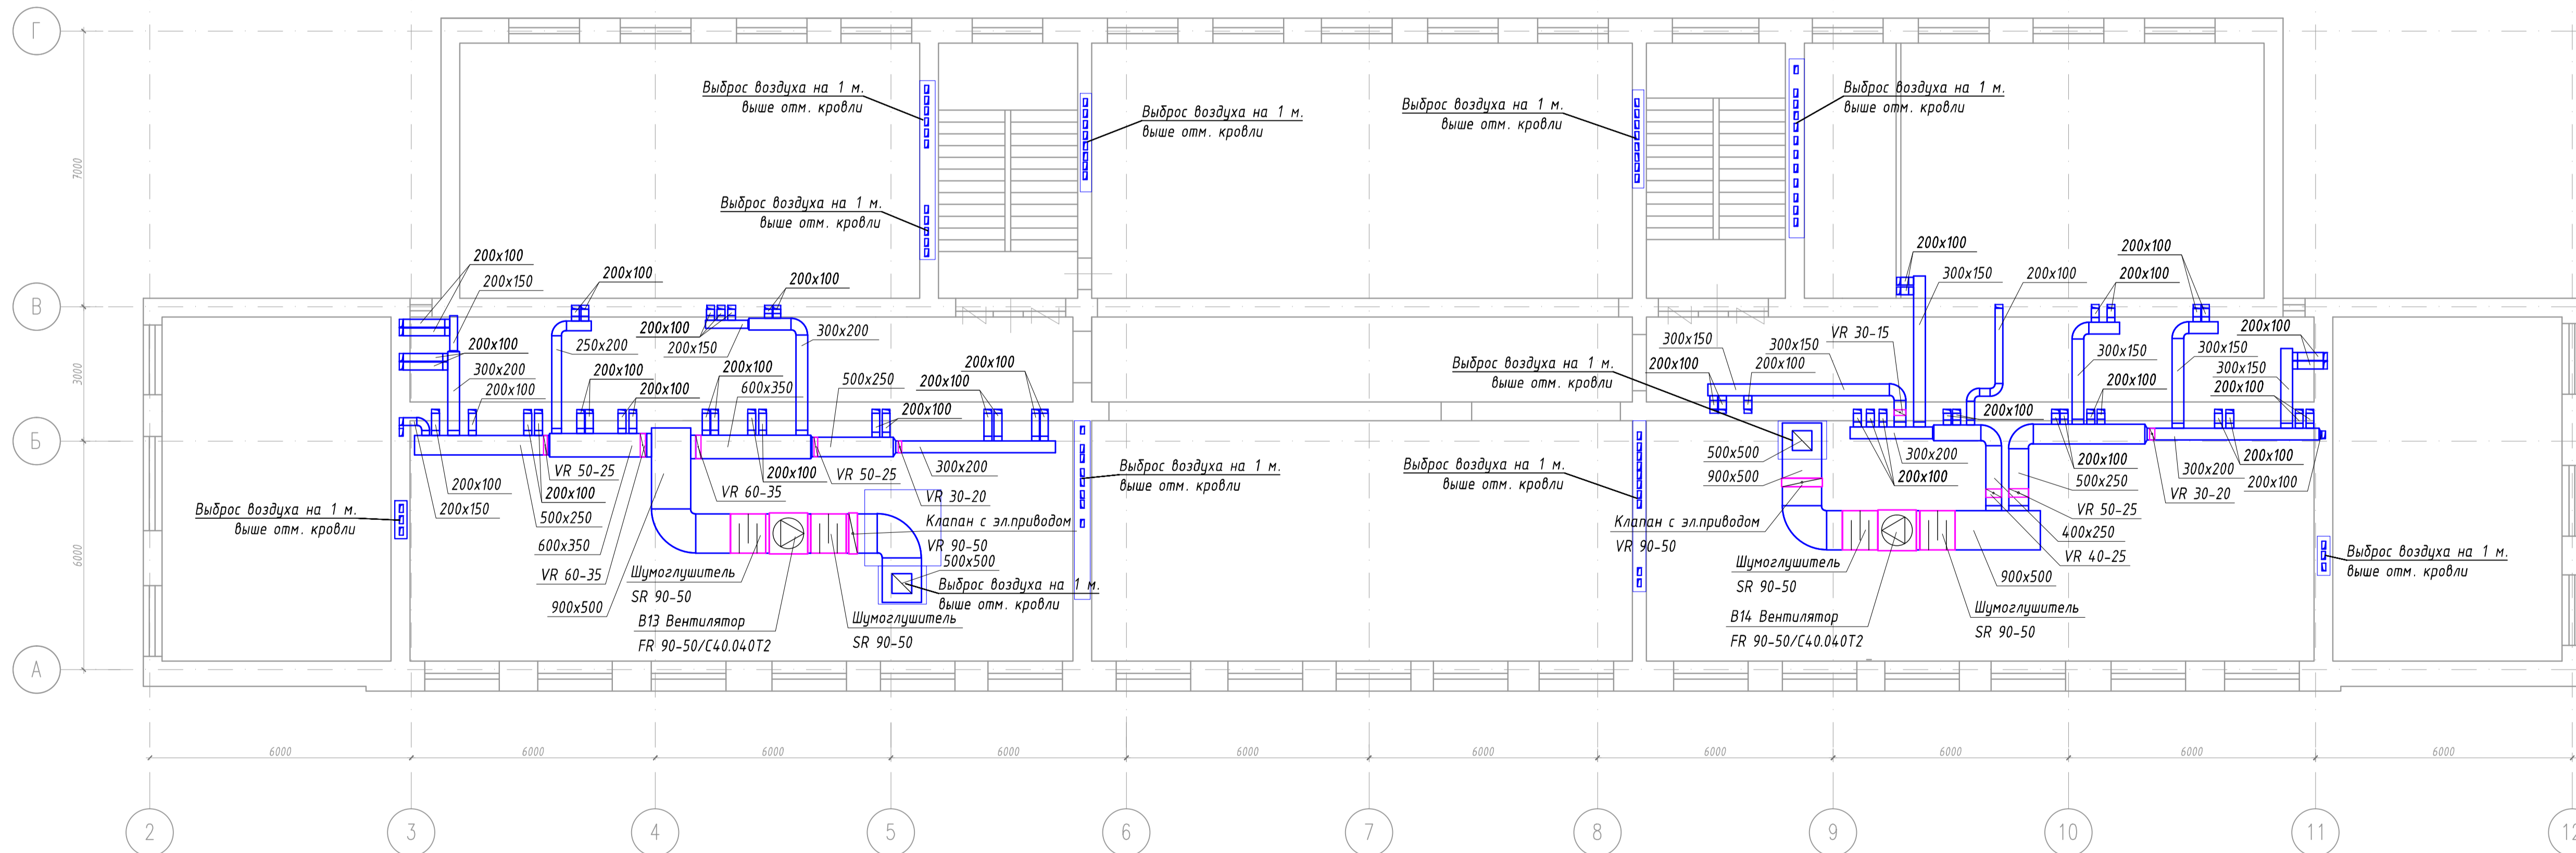 Г
Выброс воздуха на 1 м.
выше отм. кровли
Выброс воздуха на 1 м.
выше отм. кровли
Выброс воздуха на 1 м.
выше отм. кровли
Выброс воздуха на 1 м.
выше отм. кровли
7000
Выброс воздуха на 1 м.
выше отм. кровли
200x100
200x150
200x100
200x100
200x100
300x150
200x100
200x100
200x100
В
200x100
200x150
250x200
300x200
200x100
300x200
200x100
200x100
200x100
200x100
600x350
500x250
200x100
200x100
200x100
3000
Выброс воздуха на 1 м.
выше отм. кровли
300x150
200x100
300x150
200x100
VR 30-15
300x150
300x150
200x100
300x150
200x100
200x100
200x100
Б
200x100
200x150
VR 50-25
200x100
500x250
600x350
VR 60-35
900x500
200x100
VR 60-35
VR 50-25
300x200
VR 30-20
Выброс воздуха на 1 м.
выше отм. кровли
Выброс воздуха на 1 м.
выше отм. кровли
Выброс воздуха на 1 м.
выше отм. кровли
500x500
900x500
300x200
200x100
200x100
500x250
300x200
200x100
200x100
VR 30-20
VR 50-25
400x250
VR 40-25
900x500
6000
Клапан с эл.приводом
VR 90-50
500x500
Выброс воздуха на 1 м.
выше отм. кровли
Шумоглушитель
SR 90-50
В13 Вентилятор
FR 90-50/C40.040T2
Шумоглушитель
SR 90-50
Клапан с эл.приводом
VR 90-50
Шумоглушитель
SR 90-50
В14 Вентилятор
FR 90-50/C40.040T2
Шумоглушитель
SR 90-50
Выброс воздуха на 1 м.
выше отм. кровли
А
6000
6000
6000
6000
6000
6000
6000
6000
6000
6000
2
3
4
5
6
7
8
9
10
11
12